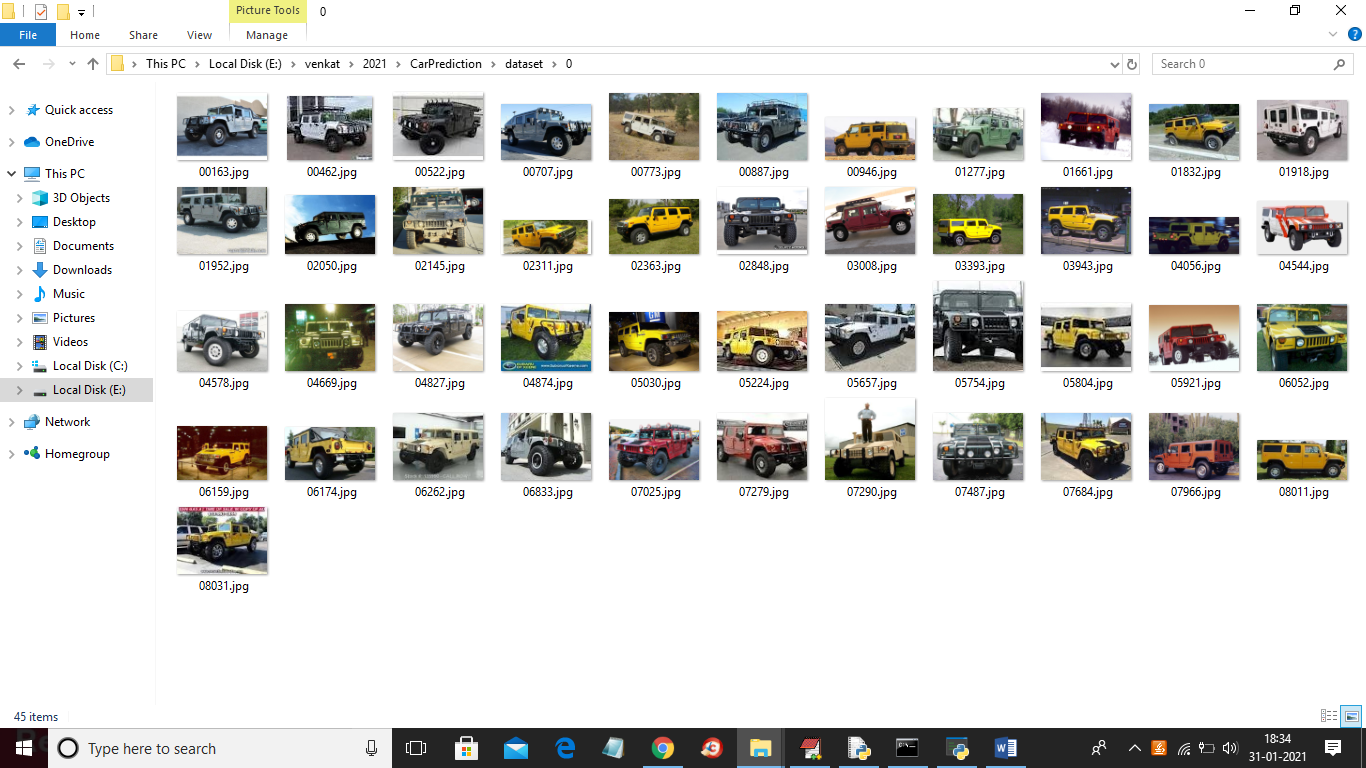 Picture Tools 0
File Home Share View Manage
This PC Local Disk (E:) venkat 2021 CarPrediction dataset 0 Search 0
Quick access
OneDrive
This PC
3D Objects
Desktop
Documents
Downloads
Music
Pictures
Videos
Local Disk (C:)
Local Disk (E:)
Network
Homegroup
00163.jpg 00462.jpg 00522.jpg 00707.jpg 00773.jpg 00887.jpg 00946.jpg 01277.jpg 01661.jpg 01832.jpg 01918.jpg
01952.jpg 02050.jpg 02145.jpg 02311.jpg 02363.jpg 02848.jpg 03008.jpg 03393.jpg 03943.jpg 04056.jpg 04544.jpg
04578.jpg 04669.jpg 04827.jpg 04874.jpg 05030.jpg 05224.jpg 05657.jpg 05754.jpg 05804.jpg 05921.jpg 06052.jpg
06159.jpg 06174.jpg 06262.jpg 06833.jpg 07025.jpg 07279.jpg 07290.jpg 07487.jpg 07684.jpg 07966.jpg 08011.jpg
08031.jpg
45 items
Type here to search
18:34
31-01-2021